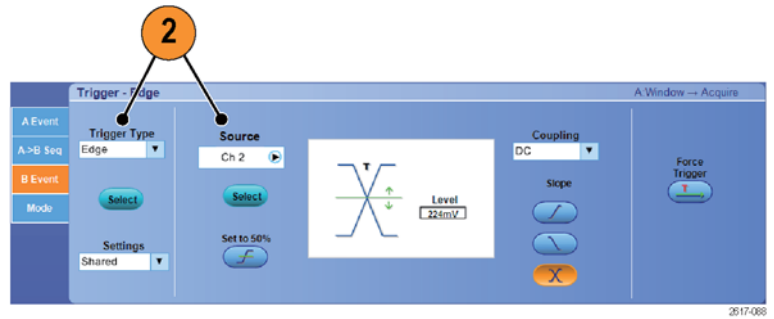 2
Trigger - Edge
A Window → Acquire
A Event
A->B Seq
B Event
Mode
Trigger Type
Edge
Select
Settings
Shared
Source
Ch 2
Select
Set to 50%
T
Level
224mV
Coupling
DC
Slope
Force
Trigger
T
2617-088